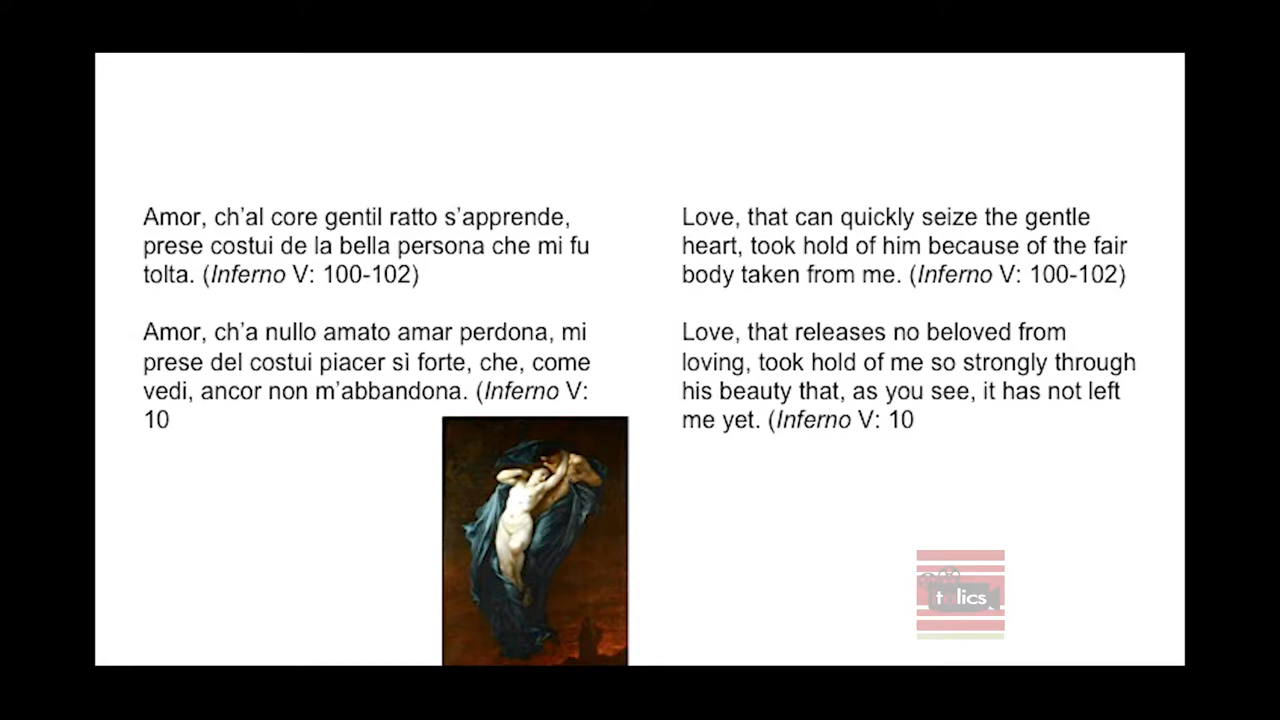 Amor, ch’al core gentil ratto s’apprende,
prese costui de la bella persona che mi fu
tolta. (Inferno V: 100-102)
Amor, ch’a nullo amato amar perdona, mi
prese del costui piacer sì forte, che, come
vedi, ancor non m’abbandona. (Inferno V:
10
Love, that can quickly seize the gentle
heart, took hold of him because of the fair
body taken from me. (Inferno V: 100-102)
Love, that releases no beloved from
loving, took hold of me so strongly through
his beauty that, as you see, it has not left
me yet. (Inferno V: 10
italics